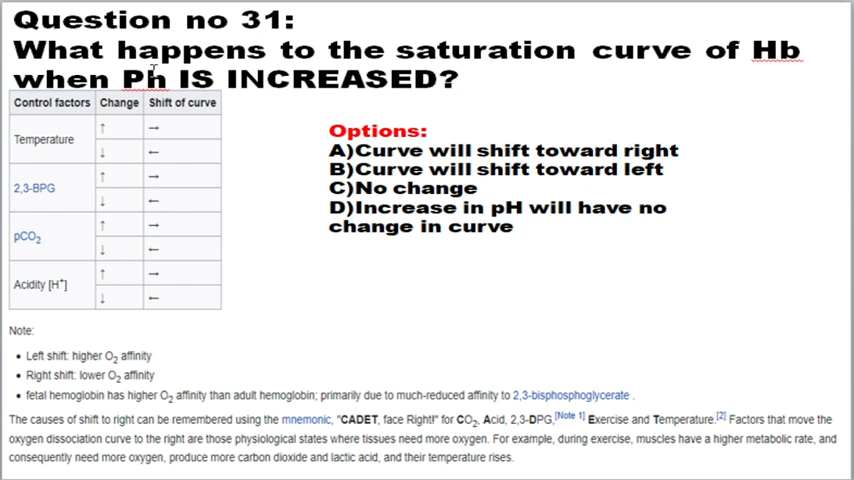 Question no 31:
What happens to the saturation curve of Hb
when Ph IS INCREASED?
Control factors Change Shift of curve
Temperature ↑ →
↓ ←
2,3-BPG ↑ →
↓ ←
pCO₂ ↑ →
↓ ←
Acidity [H⁺] ↑ →
↓ ←
Options:
A)Curve will shift toward right
B)Curve will shift toward left
C)No change
D)Increase in pH will have no
change in curve
Note:
• Left shift: higher O₂ affinity
• Right shift: lower O₂ affinity
• fetal hemoglobin has higher O₂ affinity than adult hemoglobin; primarily due to much-reduced affinity to 2,3-bisphosphoglycerate .
The causes of shift to right can be remembered using the mnemonic, "CADET, face Right!" for CO₂, Acid, 2,3-DPG,[Note 1] Exercise and Temperature.[2] Factors that move the
oxygen dissociation curve to the right are those physiological states where tissues need more oxygen. For example, during exercise, muscles have a higher metabolic rate, and
consequently need more oxygen, produce more carbon dioxide and lactic acid, and their temperature rises.